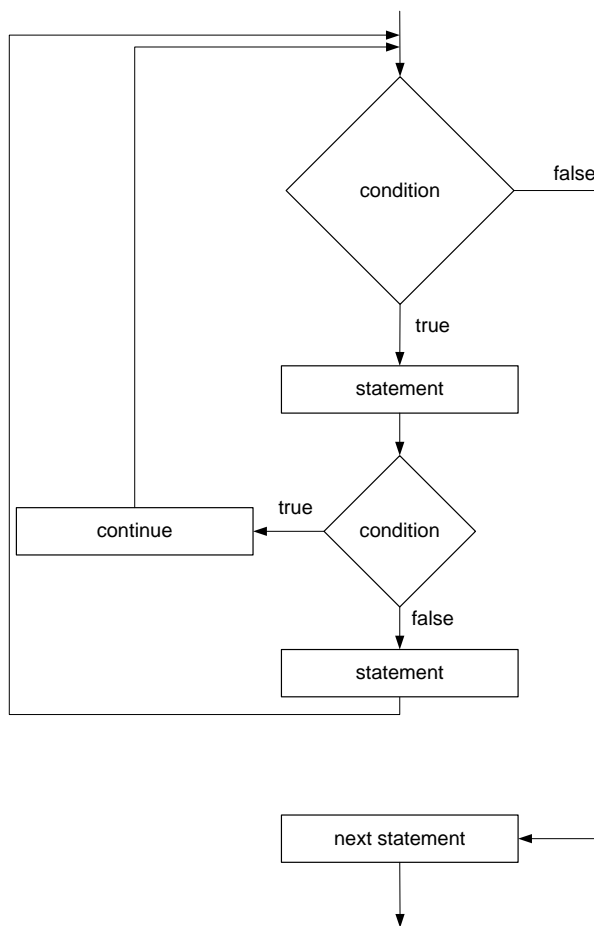 condition
false
true
statement
true
continue
condition
false
statement
next statement